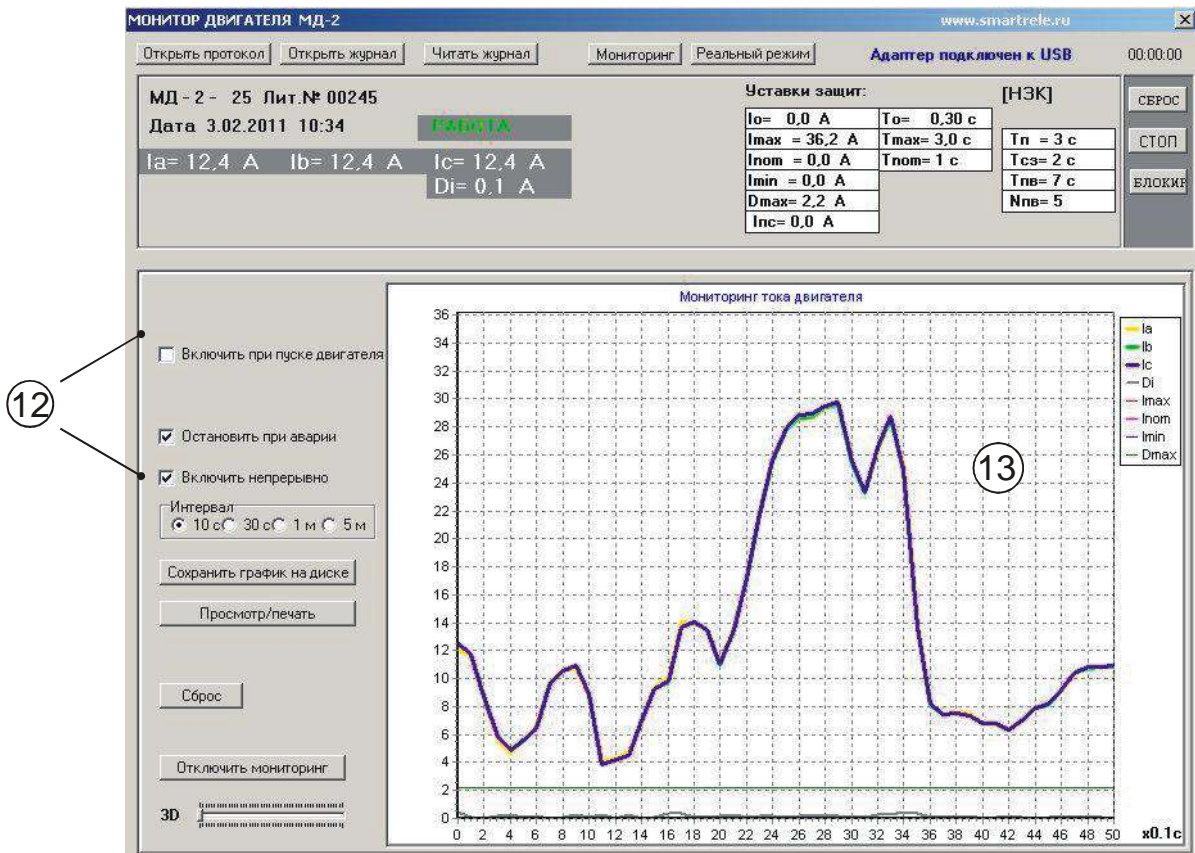 МОНИТОР ДВИГАТЕЛЯ МД-2 www.smartrele.ru
Открыть протокол Открыть журнал Читать журнал Мониторинг Реальный режим Адаптер подключен к USB 00:00:00
МД - 2 - 25 Лит.№ 00245
Дата 3.02.2011 10:34 РАБОТА
Ia= 12,4 А Ib= 12,4 А Ic= 12,4 А
Di= 0,1 А
Уставки защит: [НЗК]
Io= 0,0 А To= 0,30 с
Imax = 36,2 А Tmax= 3,0 с Тп = 3 с
Inom = 0,0 А Tnom= 1 с Тсз= 2 с
Imin = 0,0 А Тпв= 7 с
Dmax= 2,2 А Nпв= 5
Iпс= 0,0 А
СБРОС
СТОП
БЛОКИР
12
Включить при пуске двигателя
Остановить при аварии
Включить непрерывно
Интервал
10 с 30 с 1 м 5 м
Сохранить график на диске
Просмотр/печать
Сброс
Отключить мониторинг
3D
Мониторинг тока двигателя
36
34
32
30
28
26
24
22
20
18
16
14
12
10
8
6
4
2
0
0 2 4 6 8 10 12 14 16 18 20 22 24 26 28 30 32 34 36 38 40 42 44 46 48 50 x0.1с
13
Ia
Ib
Ic
Di
Imax
Inom
Imin
Dmax